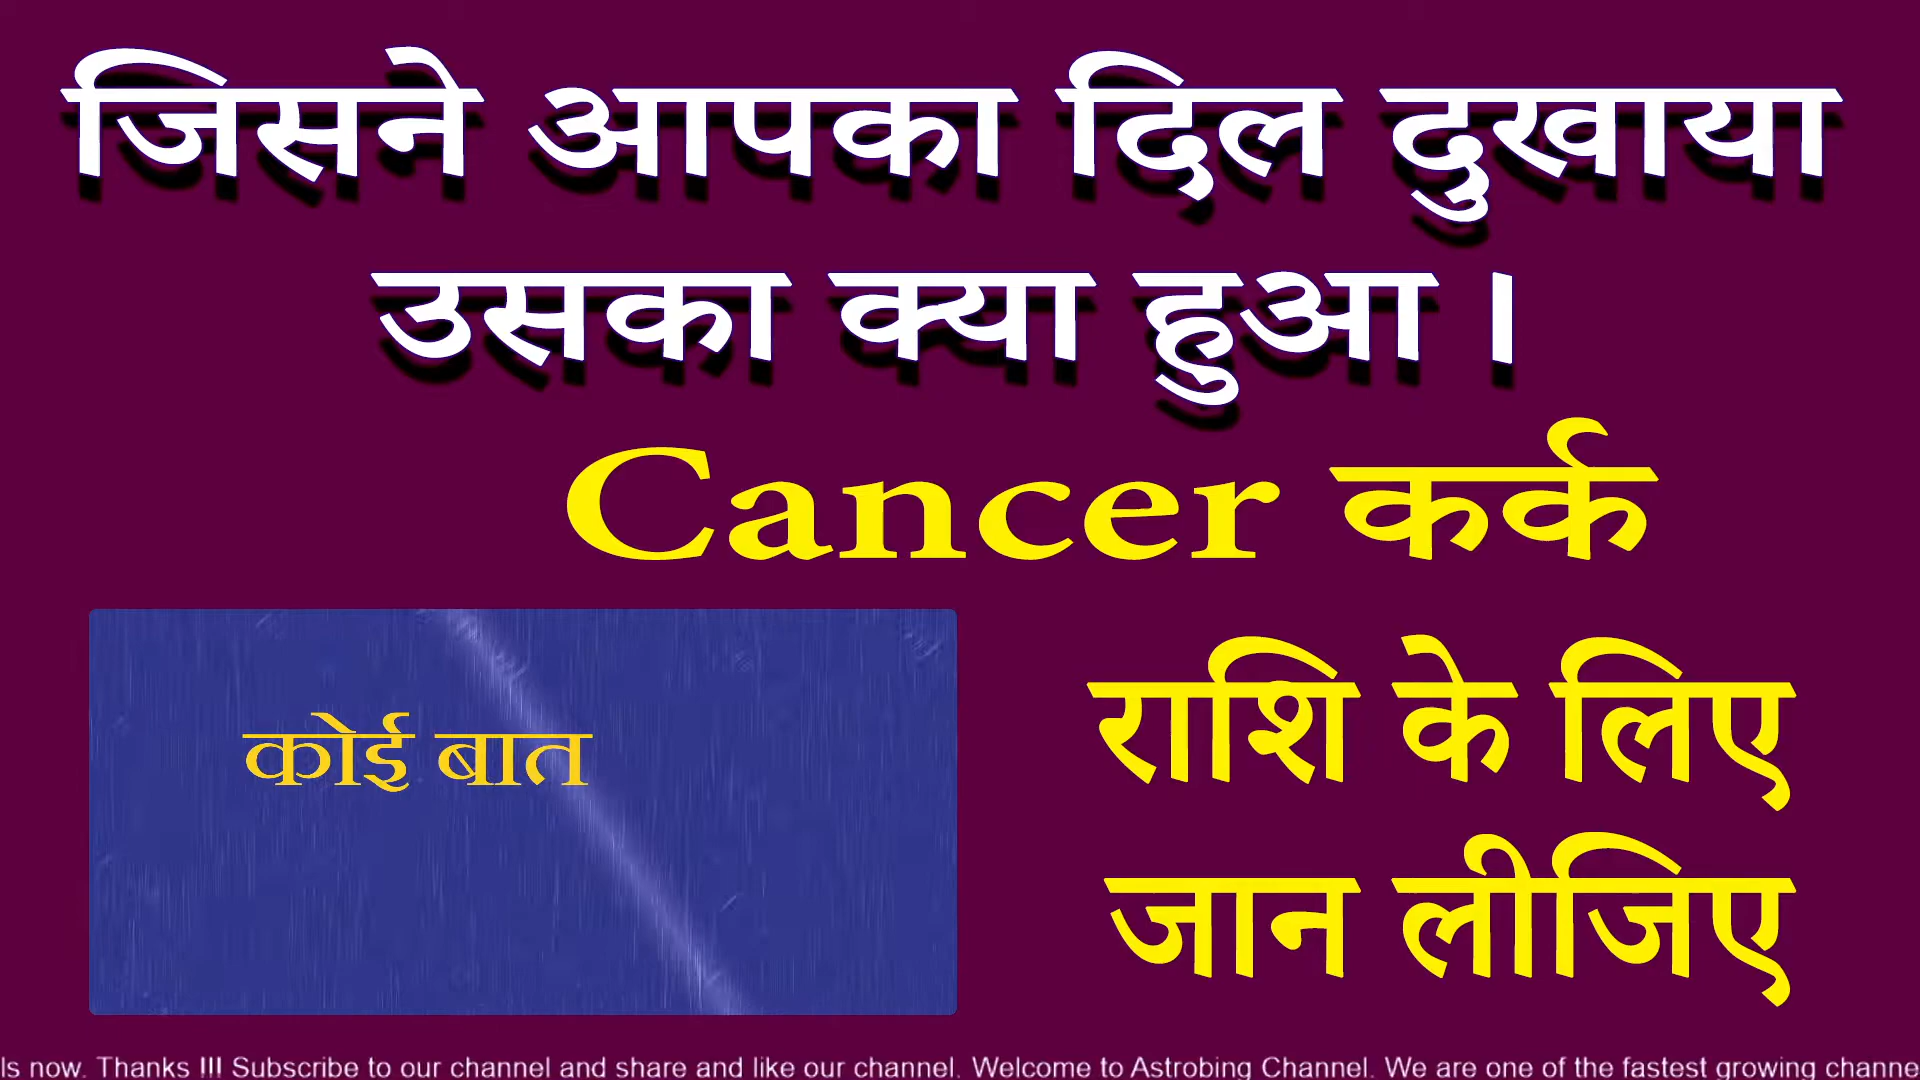 जिसने आपका दिल दुखाया
उसका क्या हुआ।
Cancer कर्क
राशि के लिए
जान लीजिए
कोई बात
ls now. Thanks !!! Subscribe to our channel and share and like our channel. Welcome to Astrobing Channel. We are one of the fastest growing channe